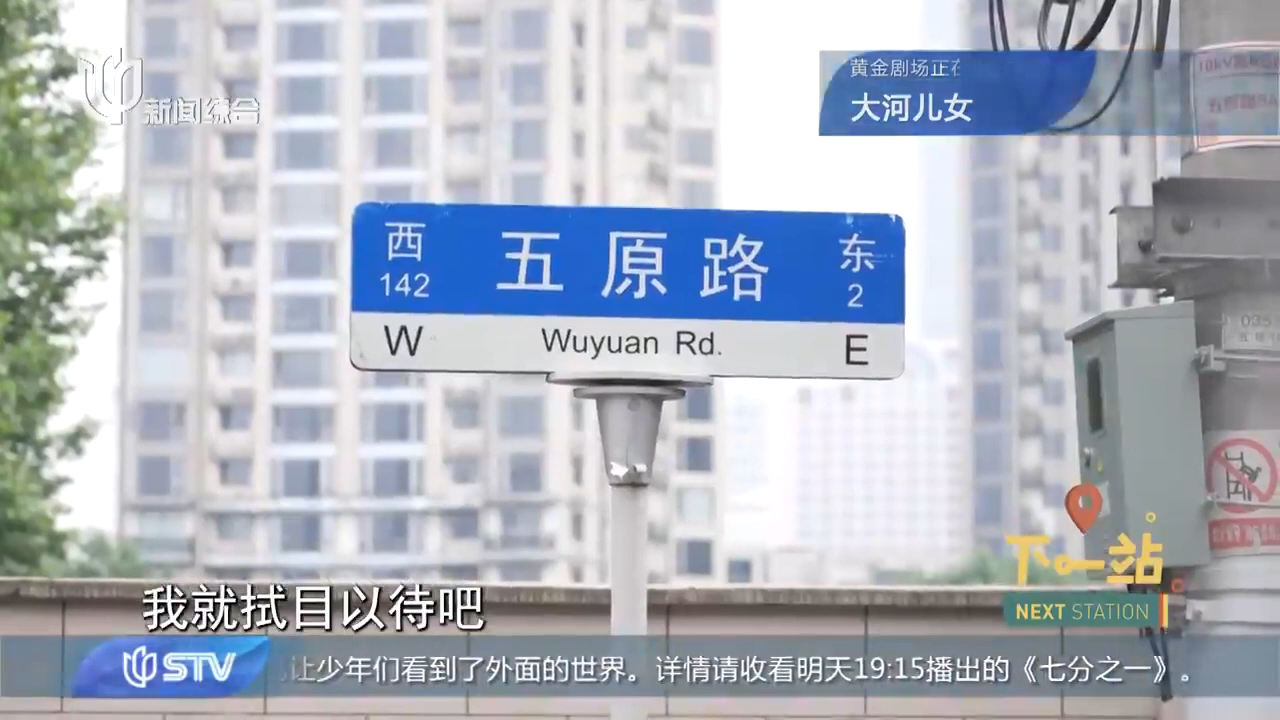 新闻综合
黄金剧场正在
大河儿女
西 五原路 东
142 2
W Wuyuan Rd. E
035
下一站
NEXT STATION
我就拭目以待吧
STV
让少年们看到了外面的世界。详情请收看明天19:15播出的《七分之一》。